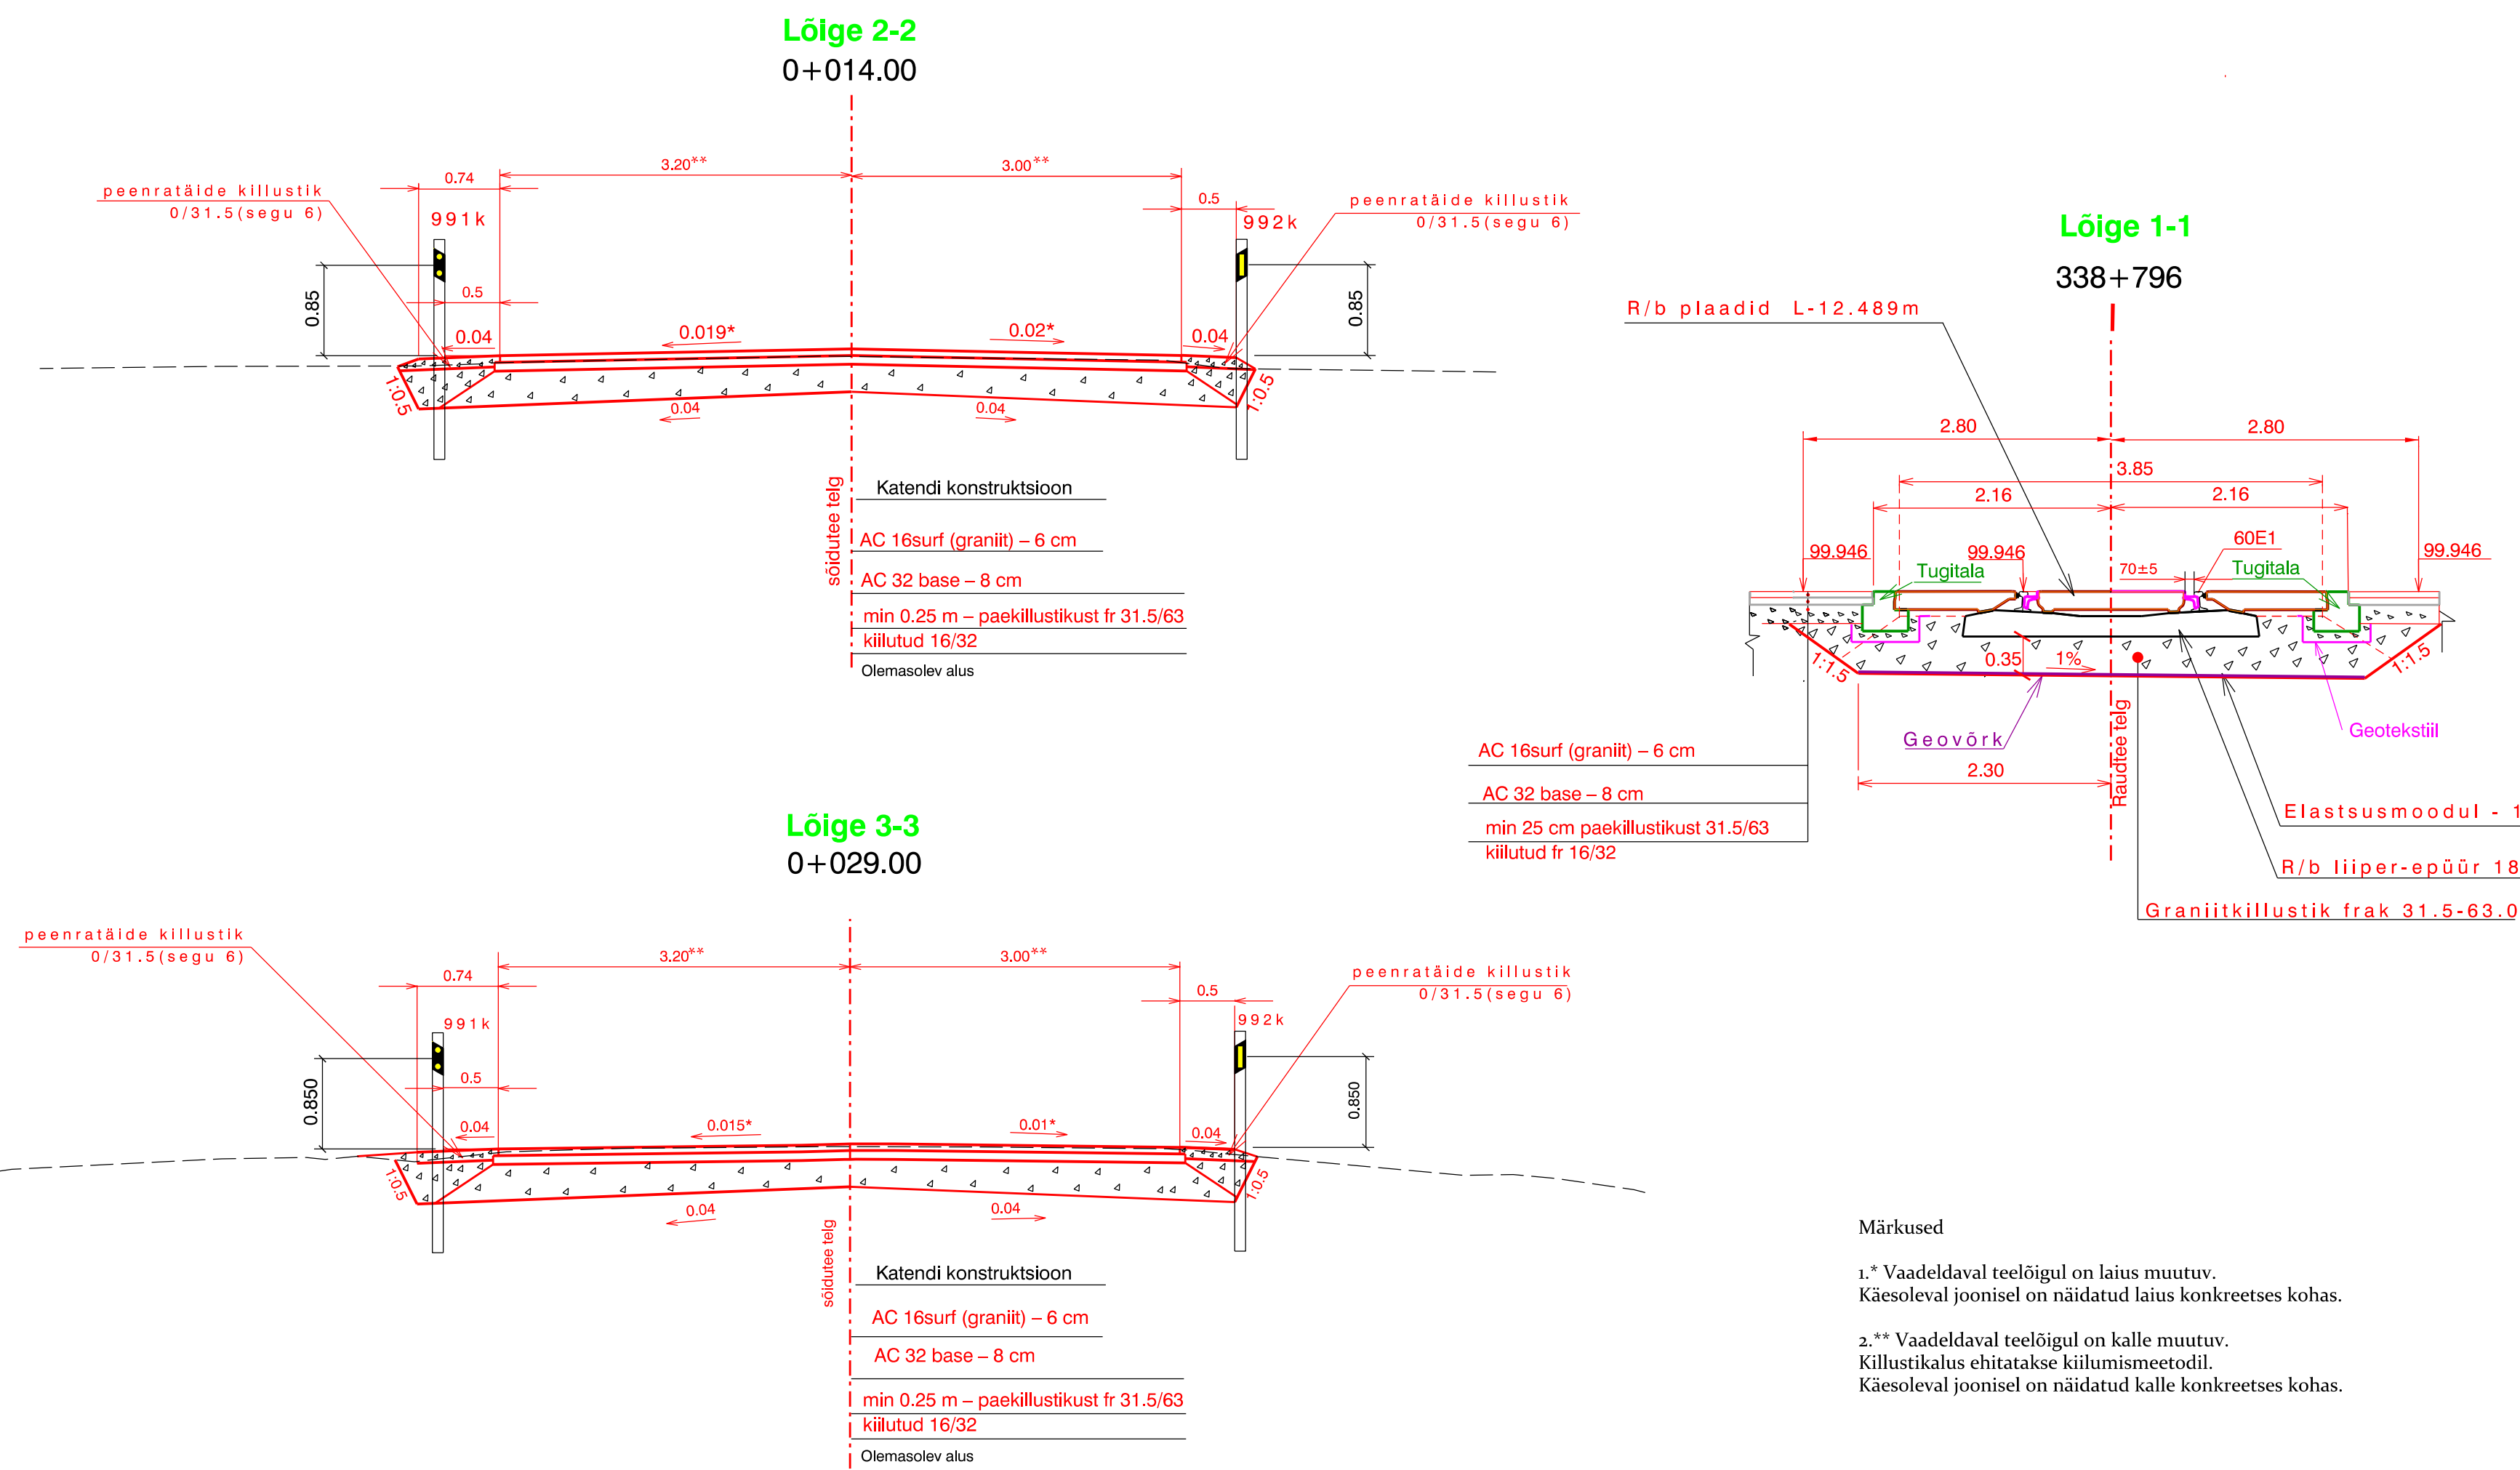 Lõige 2-2
0+014.00
3.20**
3.00**
0.74
0.5
peenratäide killustik
0/31.5(segu 6)
991k
992k
peenratäide killustik
0/31.5(segu 6)
0.85
0.5
0.85
0.04
0.019*
0.02*
0.04
1:0.5
0.04
0.04
1:0.5
sõidutee telg
Katendi konstruktsioon
AC 16surf (graniit) – 6 cm
AC 32 base – 8 cm
min 0.25 m – paekillustikust fr 31.5/63
kiilutud 16/32
Olemasolev alus
Lõige 1-1
338+796
R/b plaadid L-12.489m
2.80
2.80
3.85
2.16
2.16
99.946
99.946
60E1
99.946
Tugitala
70±5
Tugitala
1:1.5
0.35
1%
1:1.5
Geovõrk
Raudtee telg
Geotekstiil
2.30
AC 16surf (graniit) – 6 cm
AC 32 base – 8 cm
min 25 cm paekillustikust 31.5/63
kiilutud fr 16/32
Elastsusmoodul - 1
R/b liiper-epüür 18
Graniitkillustik frak 31.5-63.0
Lõige 3-3
0+029.00
peenratäide killustik
0/31.5(segu 6)
3.20**
3.00**
0.74
0.5
peenratäide killustik
0/31.5(segu 6)
991k
992k
0.850
0.5
0.850
0.04
0.015*
0.01*
0.04
1:0.5
0.04
0.04
1:0.5
sõidutee telg
Katendi konstruktsioon
AC 16surf (graniit) – 6 cm
AC 32 base – 8 cm
min 0.25 m – paekillustikust fr 31.5/63
kiilutud 16/32
Olemasolev alus
Märkused
1.* Vaadeldaval teelõigul on laius muutuv.
Käesoleval joonisel on näidatud laius konkreetses kohas.
2.** Vaadeldaval teelõigul on kalle muutuv.
Killustikalus ehitatakse kiilumismeetodil.
Käesoleval joonisel on näidatud kalle konkreetses kohas.